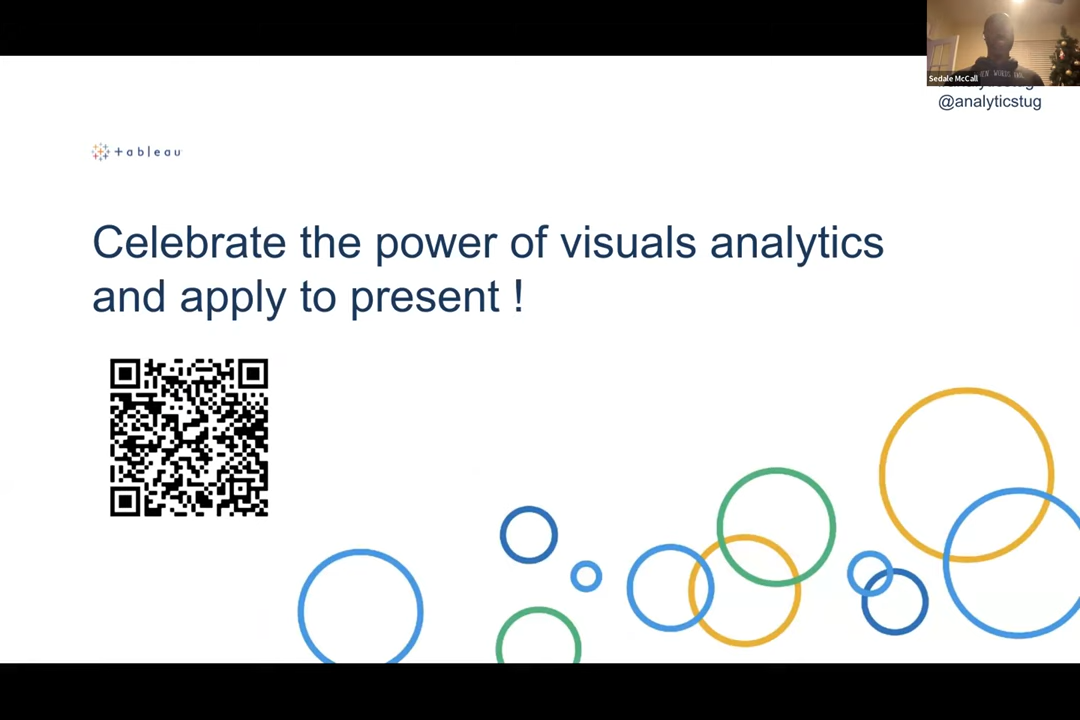 Sedale McCall
@analyticstug
+ableau
Celebrate the power of visuals analytics
and apply to present !